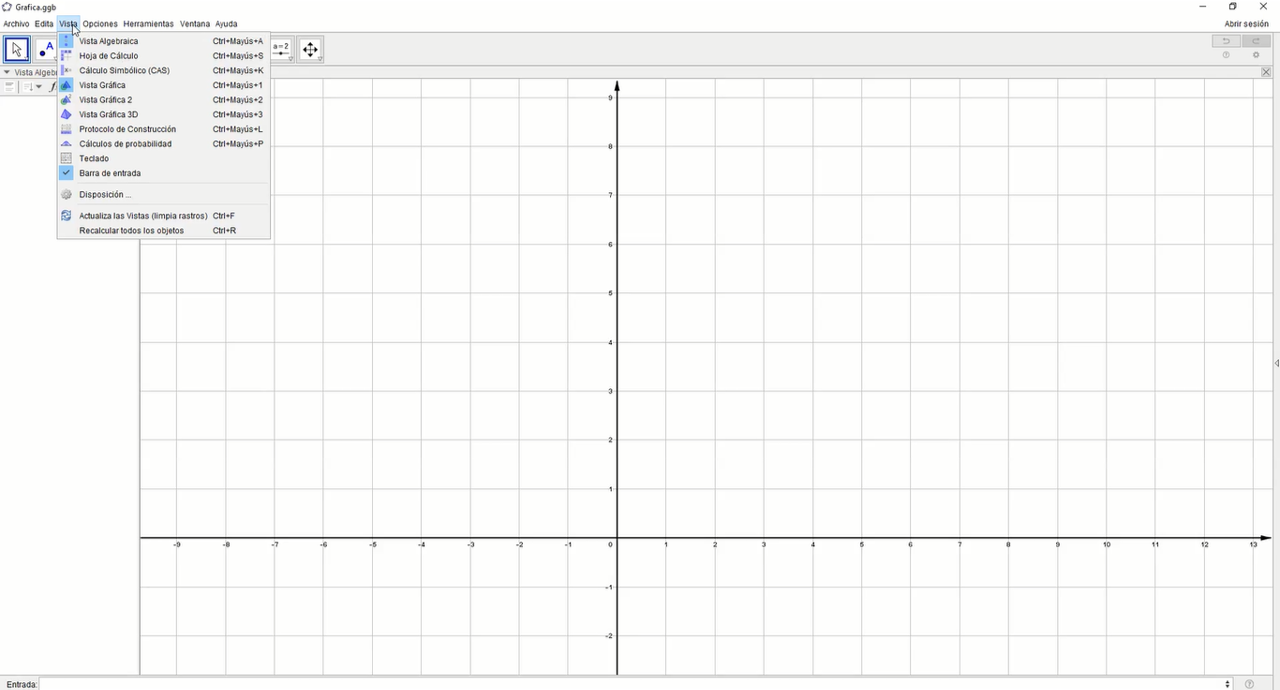 Grafica.ggb
Archivo Edita Vista Opciones Herramientas Ventana Ayuda
Abrir sesión
A
a=2
Vista Algebraica Ctrl+Mayús+A
Hoja de Cálculo Ctrl+Mayús+S
Cálculo Simbólico (CAS) Ctrl+Mayús+K
Vista Gráfica Ctrl+Mayús+1
Vista Gráfica 2 Ctrl+Mayús+2
Vista Gráfica 3D Ctrl+Mayús+3
Protocolo de Construcción Ctrl+Mayús+L
Cálculos de probabilidad Ctrl+Mayús+P
Teclado
Barra de entrada
Disposición ...
Actualiza las Vistas (limpia rastros) Ctrl+F
Recalcular todos los objetos Ctrl+R
Vista Algeb
9
8
7
6
5
4
3
2
1
-9 -8 -7 -6 -5 -4 -3 -2 -1 0 1 2 3 4 5 6 7 8 9 10 11 12 13
-1
-2
Entrada: